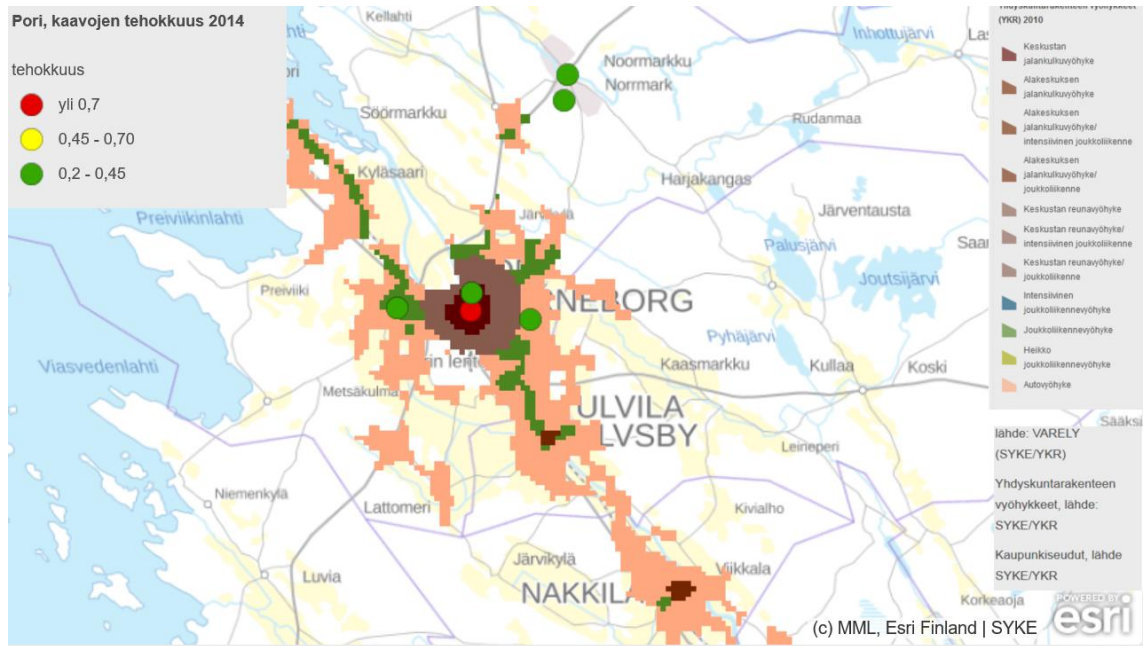 Pori, kaavojen tehokkuus 2014
tehokkuus
yli 0,7
0,45 - 0,70
0,2 - 0,45
(YKR) 2010
Keskustan
jalankulkuvyöhyke
Alakeskuksen
jalankulkuvyöhyke
Alakeskuksen
jalankulkuvyöhyke/
intensiivinen joukkoliikenne
Alakeskuksen
jalankulkuvyöhyke/
joukkoliikenne
Keskustan reunavyöhyke
Keskustan reunavyöhyke/
intensiivinen joukkoliikenne
Keskustan reunavyöhyke/
joukkoliikenne
Intensiivinen
joukkoliikennevyöhyke
Joukkoliikennevyöhyke
Heikko
joukkoliikennevyöhyke
Autovyöhyke
lähde: VARELY
(SYKE/YKR)
Yhdyskuntarakenteen
vyöhykkeet, lähde:
SYKE/YKR
Kaupunkiseudut, lähde
SYKE/YKR
Kellahti
Inhottujärvi
Noormarkku
Norrmark
Söörmarkku
Rudanmaa
Kyläsaari
Harjakangas
Preiviikinlahti
Järventausta
Palusjärvi
Joutsijärvi
Preiviiki
NEBORG
Pyhäjärvi
Viasvedenlahti
Kaasmarkku
Kullaa
Koski
Metsäkulma
ULVILA
LVSBY
Sääksj
Leineperi
Niemenkylä
Lattomeri
Kivialho
Järvikylä
Viikkala
Luvia
NAKKILA
Korkeaoja
POWERED BY
esri
(c) MML, Esri Finland | SYKE